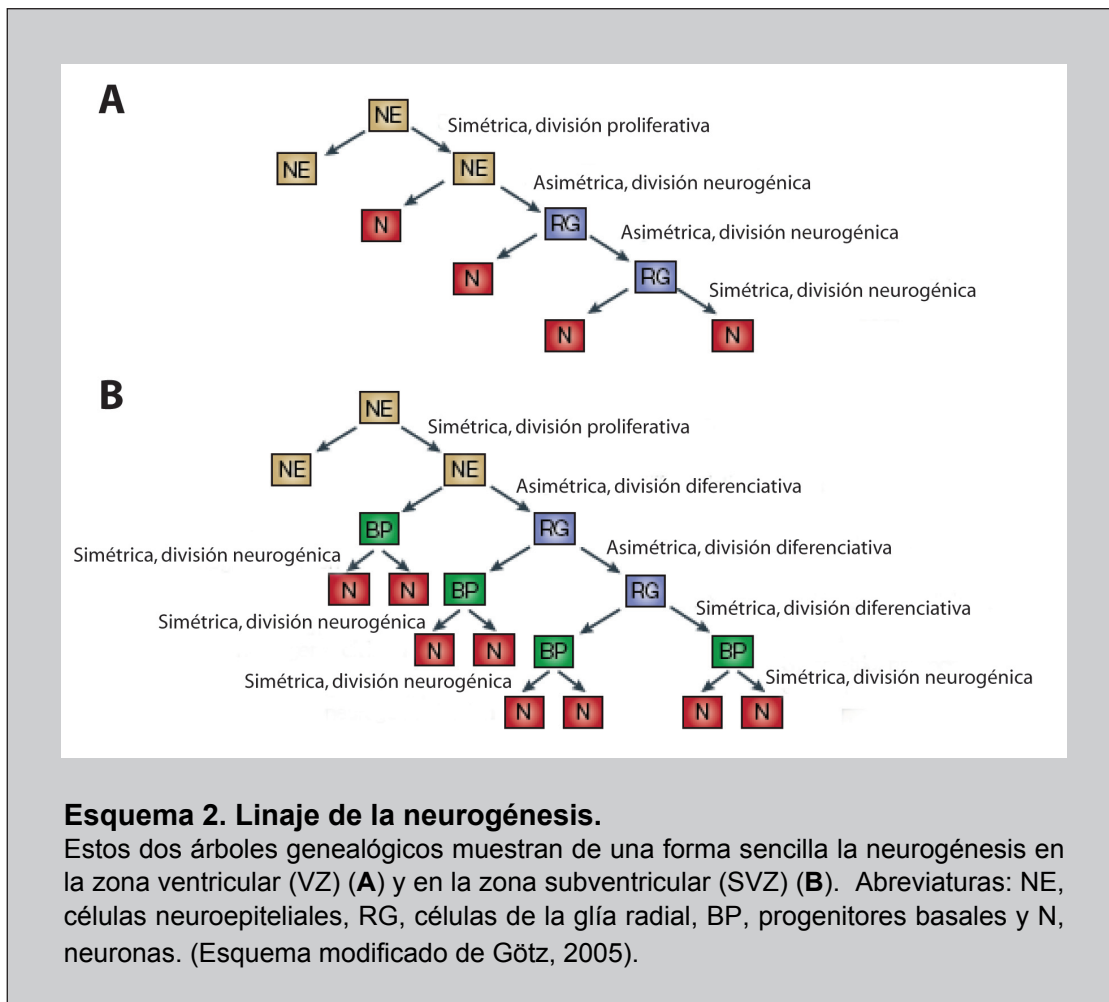 A
NE
Simétrica, división proliferativa
NE
NE
Asimétrica, división neurogénica
N
RG
Asimétrica, división neurogénica
N
RG
Simétrica, división neurogénica
N
N
B
NE
Simétrica, división proliferativa
NE
NE
Asimétrica, división diferenciativa
BP
RG
Simétrica, división neurogénica
Asimétrica, división diferenciativa
N
N
BP
RG
Simétrica, división neurogénica
Simétrica, división diferenciativa
N
N
BP
BP
Simétrica, división neurogénica
Simétrica, división neurogénica
N
N
N
N
Esquema 2. Linaje de la neurogénesis.
Estos dos árboles genealógicos muestran de una forma sencilla la neurogénesis en
la zona ventricular (VZ) (A) y en la zona subventricular (SVZ) (B). Abreviaturas: NE,
células neuroepiteliales, RG, células de la glía radial, BP, progenitores basales y N,
neuronas. (Esquema modificado de Götz, 2005).